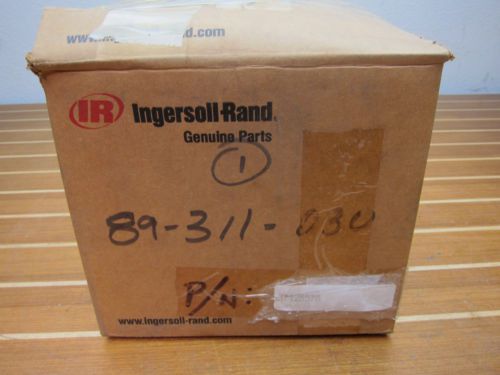 www.ingersoll-rand.com
IR Ingersoll-Rand
Genuine Parts
1
89-311-030
P/N:
www.ingersoll-rand.com